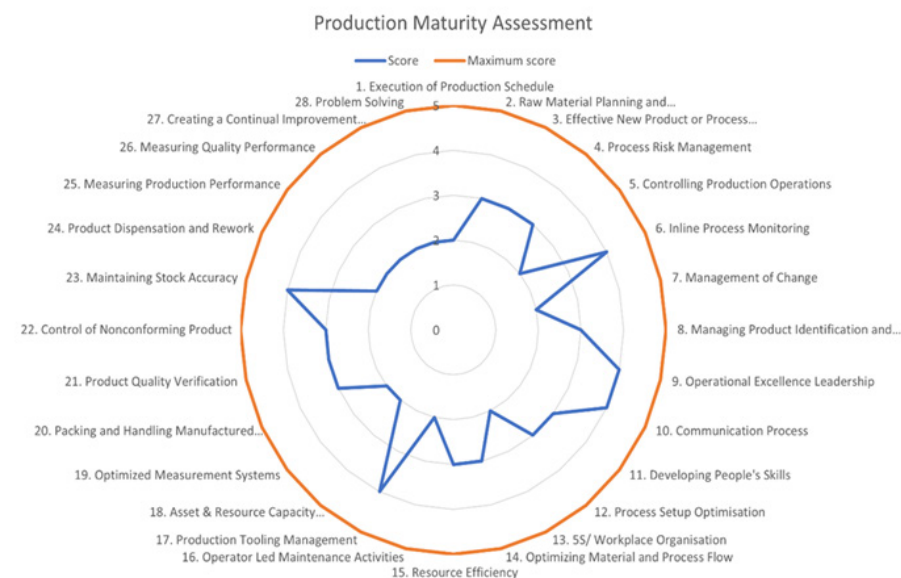 Production Maturity Assessment
Score
Maximum score
1. Execution of Production Schedule
2. Raw Material Planning and...
3. Effective New Product or Process...
4. Process Risk Management
5. Controlling Production Operations
6. Inline Process Monitoring
7. Management of Change
8. Managing Product Identification and...
9. Operational Excellence Leadership
10. Communication Process
11. Developing People's Skills
12. Process Setup Optimisation
13. 5S/ Workplace Organisation
14. Optimizing Material and Process Flow
15. Resource Efficiency
16. Operator Led Maintenance Activities
17. Production Tooling Management
18. Asset & Resource Capacity...
19. Optimized Measurement Systems
20. Packing and Handling Manufactured...
21. Product Quality Verification
22. Control of Nonconforming Product
23. Maintaining Stock Accuracy
24. Product Dispensation and Rework
25. Measuring Production Performance
26. Measuring Quality Performance
27. Creating a Continual Improvement...
28. Problem Solving
5
4
3
2
1
0